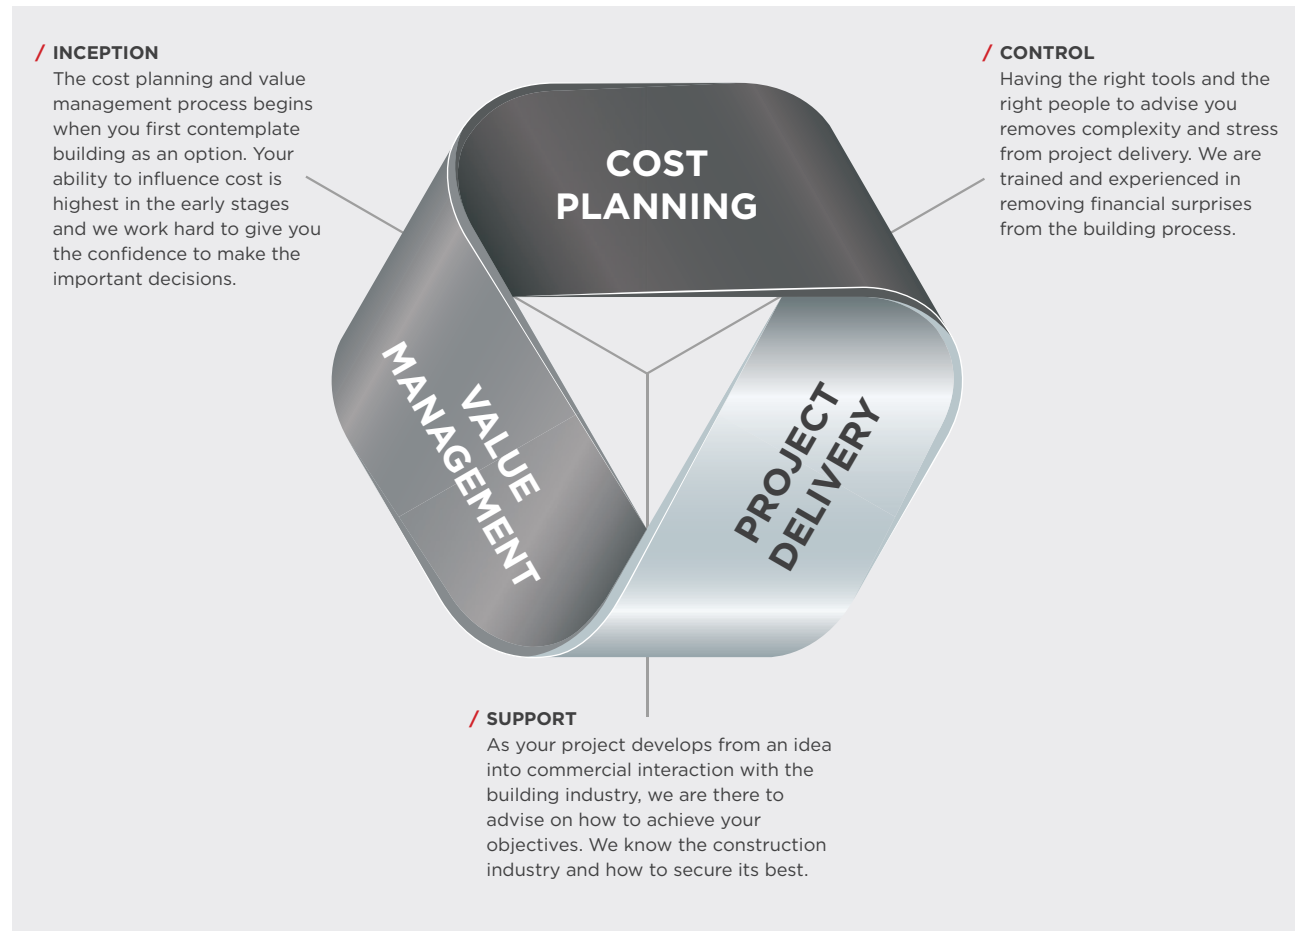 / INCEPTION
The cost planning and value
management process begins
when you first contemplate
building as an option. Your
ability to influence cost is
highest in the early stages
and we work hard to give you
the confidence to make the
important decisions.
/ CONTROL
Having the right tools and the
right people to advise you
removes complexity and stress
from project delivery. We are
trained and experienced in
removing financial surprises
from the building process.
COST
PLANNING
VALUE
MANAGEMENT
PROJECT
DELIVERY
/ SUPPORT
As your project develops from an idea
into commercial interaction with the
building industry, we are there to
advise on how to achieve your
objectives. We know the construction
industry and how to secure its best.